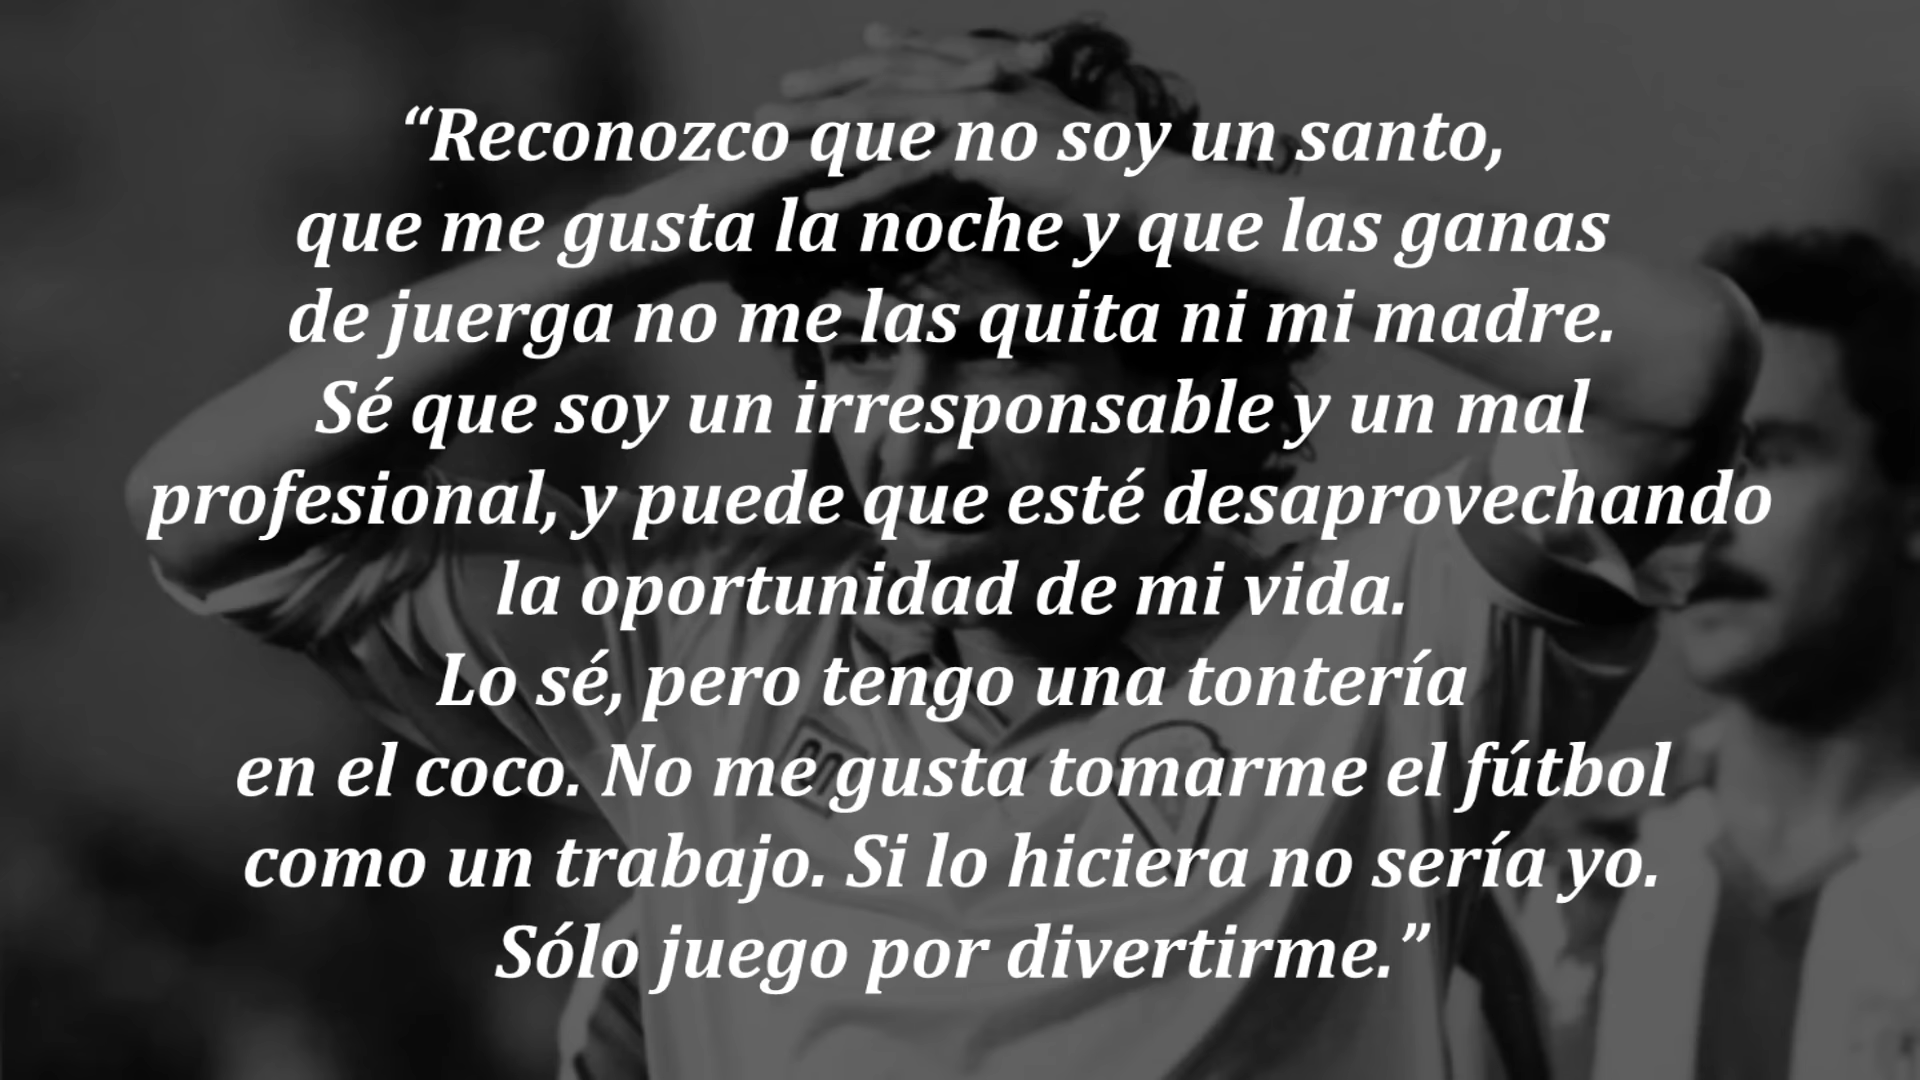 “Reconozco que no soy un santo,
que me gusta la noche y que las ganas
de juerga no me las quita ni mi madre.
Sé que soy un irresponsable y un mal
profesional, y puede que esté desaprovechando
la oportunidad de mi vida.
Lo sé, pero tengo una tontería
en el coco. No me gusta tomarme el fútbol
como un trabajo. Si lo hiciera no sería yo.
Sólo juego por divertirme.”